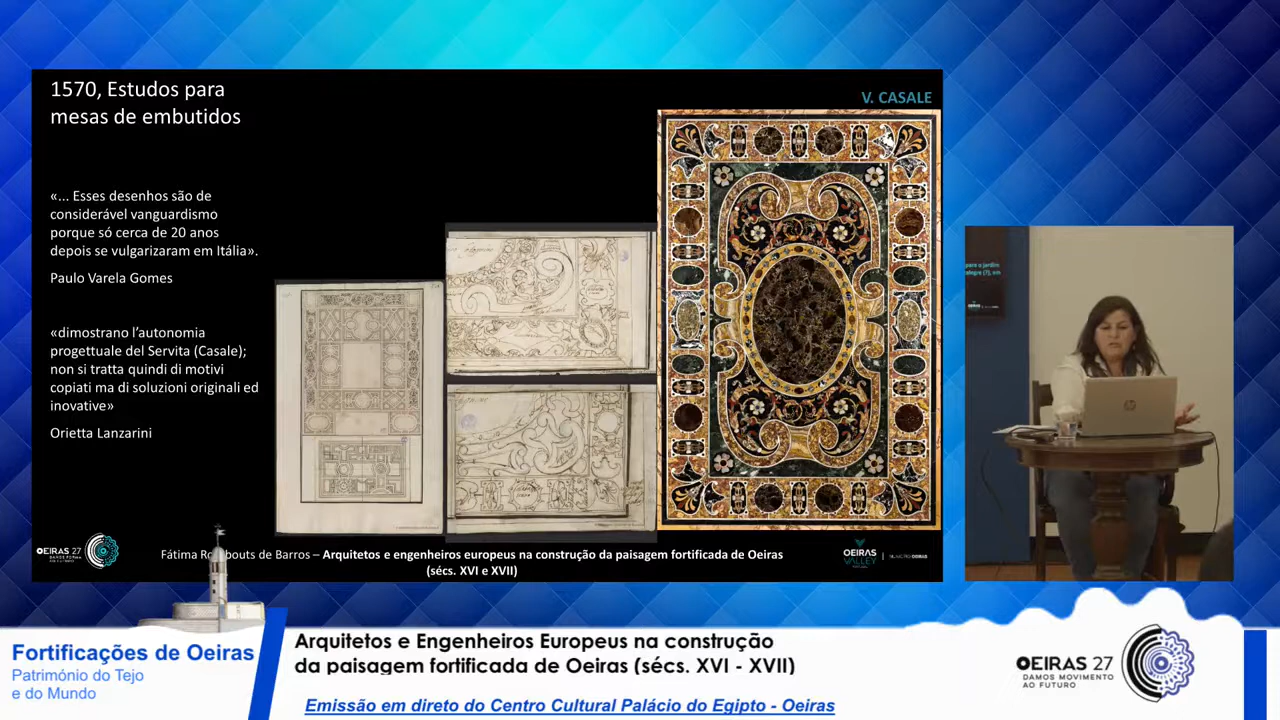 1570, Estudos para
mesas de embutidos
V. CASALE
«... Esses desenhos são de
considerável vanguardismo
porque só cerca de 20 anos
depois se vulgarizaram em Itália».
Paulo Varela Gomes
«dimostrano l’autonomia
progettuale del Servita (Casale);
non si tratta quindi di motivi
copiati ma di soluzioni originali ed
inovative»
Orietta Lanzarini
OEIRAS 27
Fátima Ro bouts de Barros – Arquitetos e engenheiros europeus na construção da paisagem fortificada de Oeiras
(sécs. XVI e XVII)
OEIRAS
VALLEY
para o jardim
Fortificações de Oeiras
Património do Tejo
e do Mundo
Arquitetos e Engenheiros Europeus na construção
da paisagem fortificada de Oeiras (sécs. XVI - XVII)
Emissão em direto do Centro Cultural Palácio do Egipto - Oeiras
OEIRAS 27
DAMOS MOVIMENTO
AO FUTURO